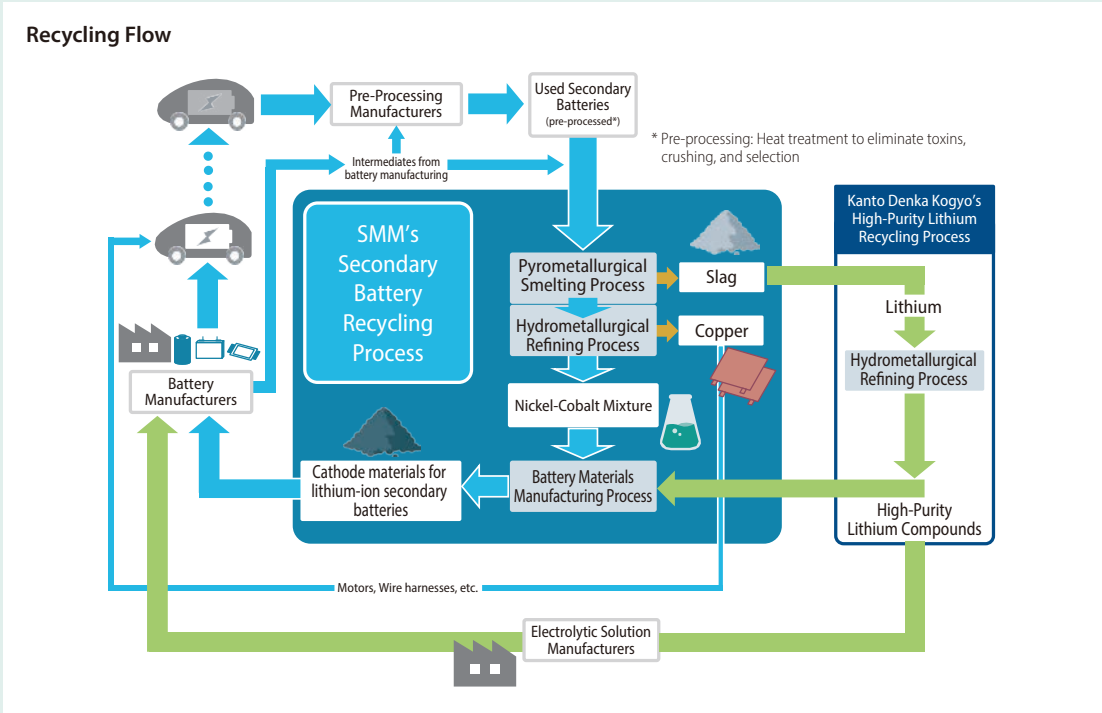 Recycling Flow
Pre-Processing
Manufacturers
Used Secondary
Batteries
(pre-processed*)
* Pre-processing: Heat treatment to eliminate toxins,
crushing, and selection
Intermediates from
battery manufacturing
SMM's
Secondary
Battery
Recycling
Process
Pyrometallurgical
Smelting Process
Slag
Hydrometallurgical
Refining Process
Copper
Nickel-Cobalt Mixture
Battery Materials
Manufacturing Process
Cathode materials for
lithium-ion secondary
batteries
Battery
Manufacturers
Kanto Denka Kogyo's
High-Purity Lithium
Recycling Process
Lithium
Hydrometallurgical
Refining Process
High-Purity
Lithium Compounds
Motors, Wire harnesses, etc.
Electrolytic Solution
Manufacturers